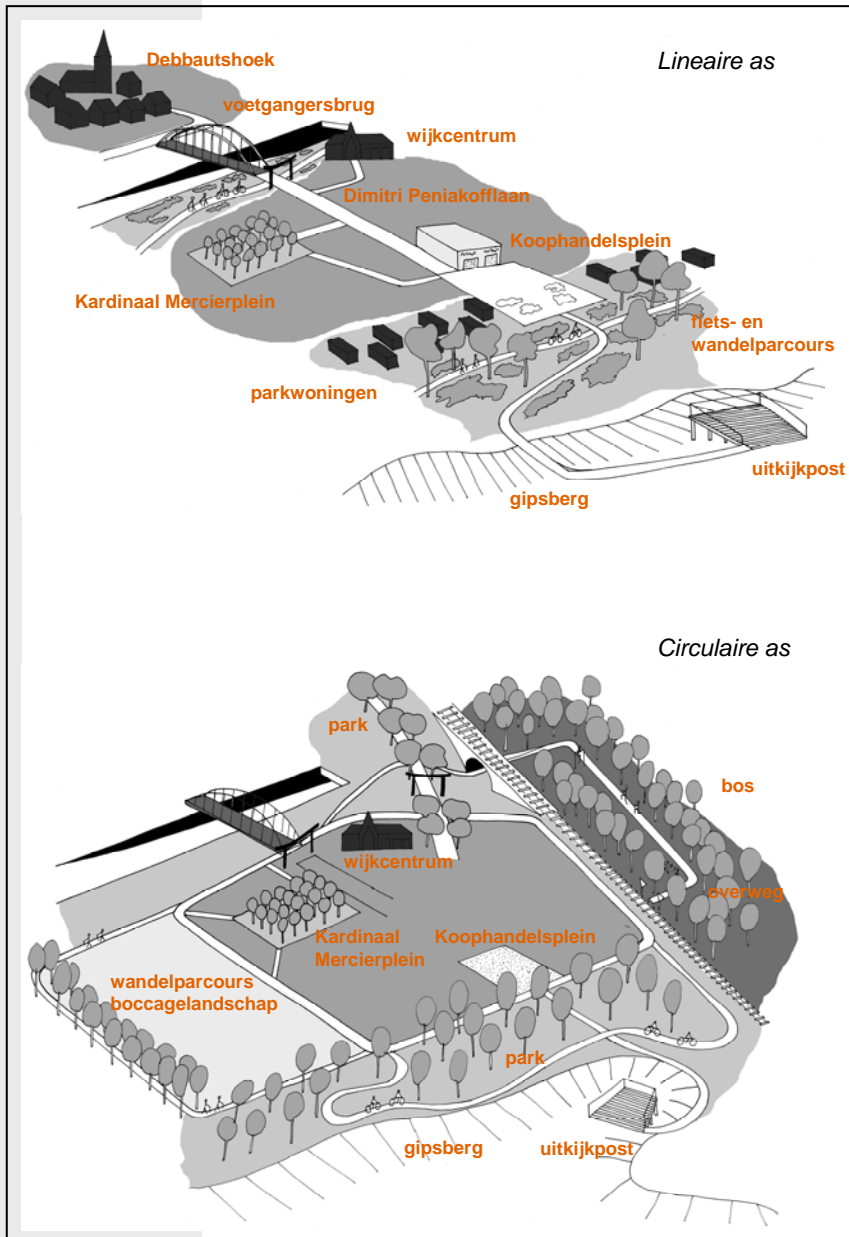 Lineaire as
Debbautshoek
voetgangersbrug
wijkcentrum
Dimitri Peniakofflaan
Koophandelsplein
Kardinaal Mercierplein
fiets- en
wandelparcours
parkwoningen
uitkijkpost
gipsberg
Circulaire as
park
bos
wijkcentrum
overweg
Kardinaal
Mercierplein
Koophandelsplein
wandelparcours
boccagelandschap
park
gipsberg
uitkijkpost